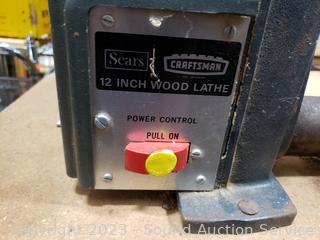 Sears
CRAFTSMAN
12 INCH WOOD LATHE
POWER CONTROL
PULL ON
Copyright 2023 - Sound Auction Service